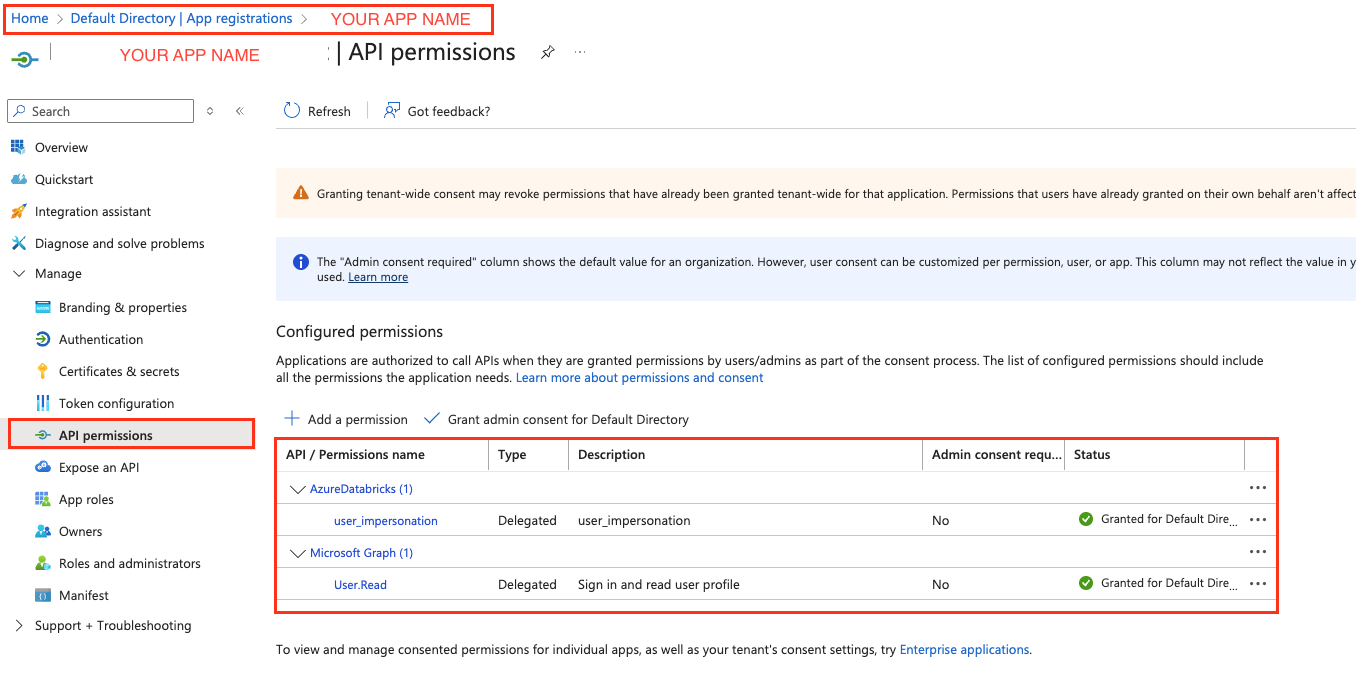 Home > Default Directory | App registrations > YOUR APP NAME
YOUR APP NAME : | API permissions ...
Search
Refresh
Got feedback?
Overview
Quickstart
Integration assistant
Diagnose and solve problems
Manage
Branding & properties
Authentication
Certificates & secrets
Token configuration
API permissions
Expose an API
App roles
Owners
Roles and administrators
Manifest
Support + Troubleshooting
Granting tenant-wide consent may revoke permissions that have already been granted tenant-wide for that application. Permissions that users have already granted on their own behalf aren't affect
The "Admin consent required" column shows the default value for an organization. However, user consent can be customized per permission, user, or app. This column may not reflect the value in y
used. Learn more
Configured permissions
Applications are authorized to call APIs when they are granted permissions by users/admins as part of the consent process. The list of configured permissions should include
all the permissions the application needs. Learn more about permissions and consent
Add a permission
Grant admin consent for Default Directory
API / Permissions name Type Description Admin consent requ... Status
AzureDatabricks (1) ...
user_impersonation Delegated user_impersonation No Granted for Default Dire... ...
Microsoft Graph (1) ...
User.Read Delegated Sign in and read user profile No Granted for Default Dire... ...
To view and manage consented permissions for individual apps, as well as your tenant's consent settings, try Enterprise applications.